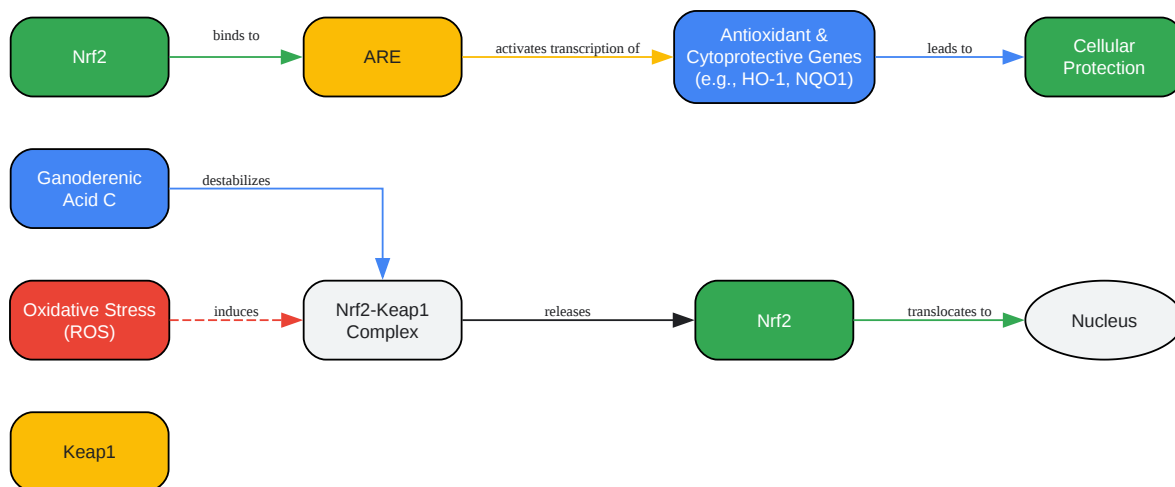 Nrf2
binds to
ARE
activates transcription of
Antioxidant &
Cytoprotective Genes
(e.g., HO-1, NQO1)
leads to
Cellular
Protection
Ganoderenic
Acid C
destabilizes
Oxidative Stress
(ROS)
induces
Nrf2-Keap1
Complex
releases
Nrf2
translocates to
Nucleus
Keap1